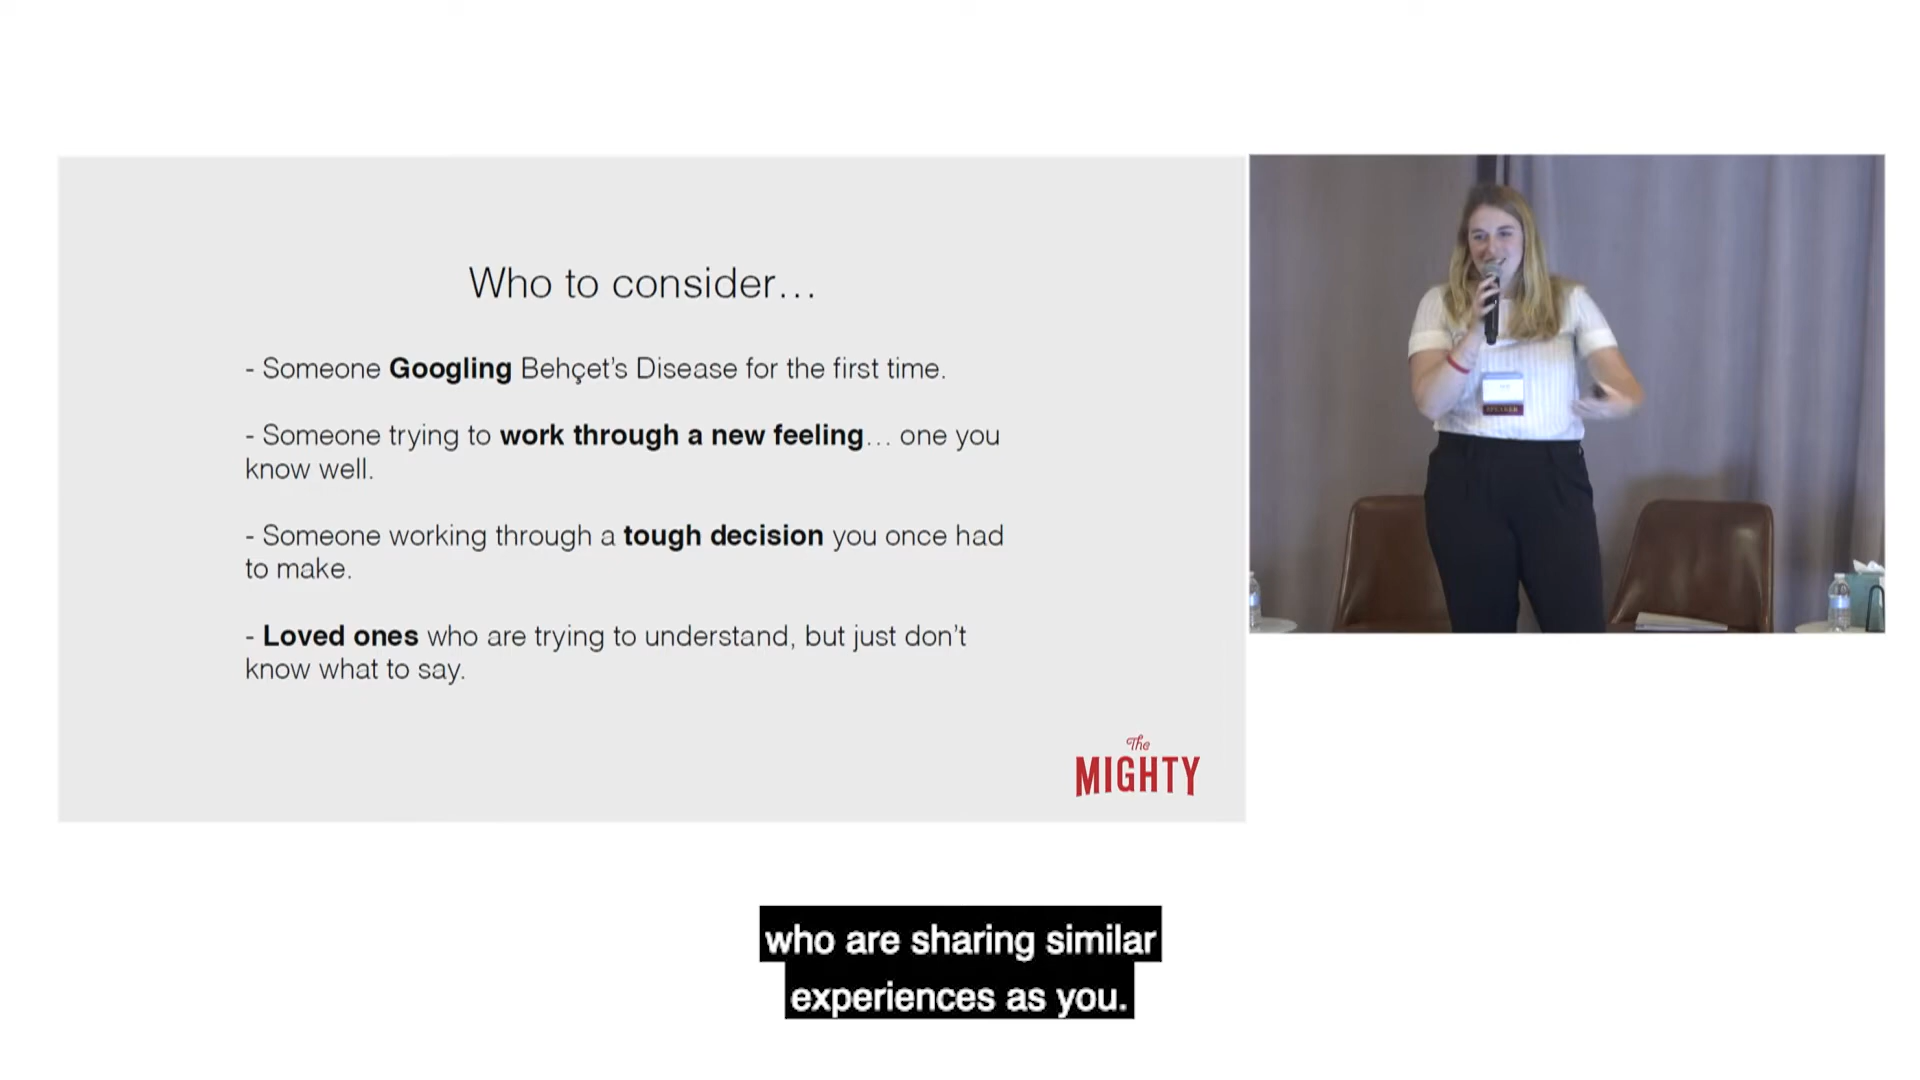 Who to consider…
- Someone Googling Behçet’s Disease for the first time.
- Someone trying to work through a new feeling… one you
know well.
- Someone working through a tough decision you once had
to make.
- Loved ones who are trying to understand, but just don’t
know what to say.
The
MIGHTY
SPEAKER
who are sharing similar
experiences as you.